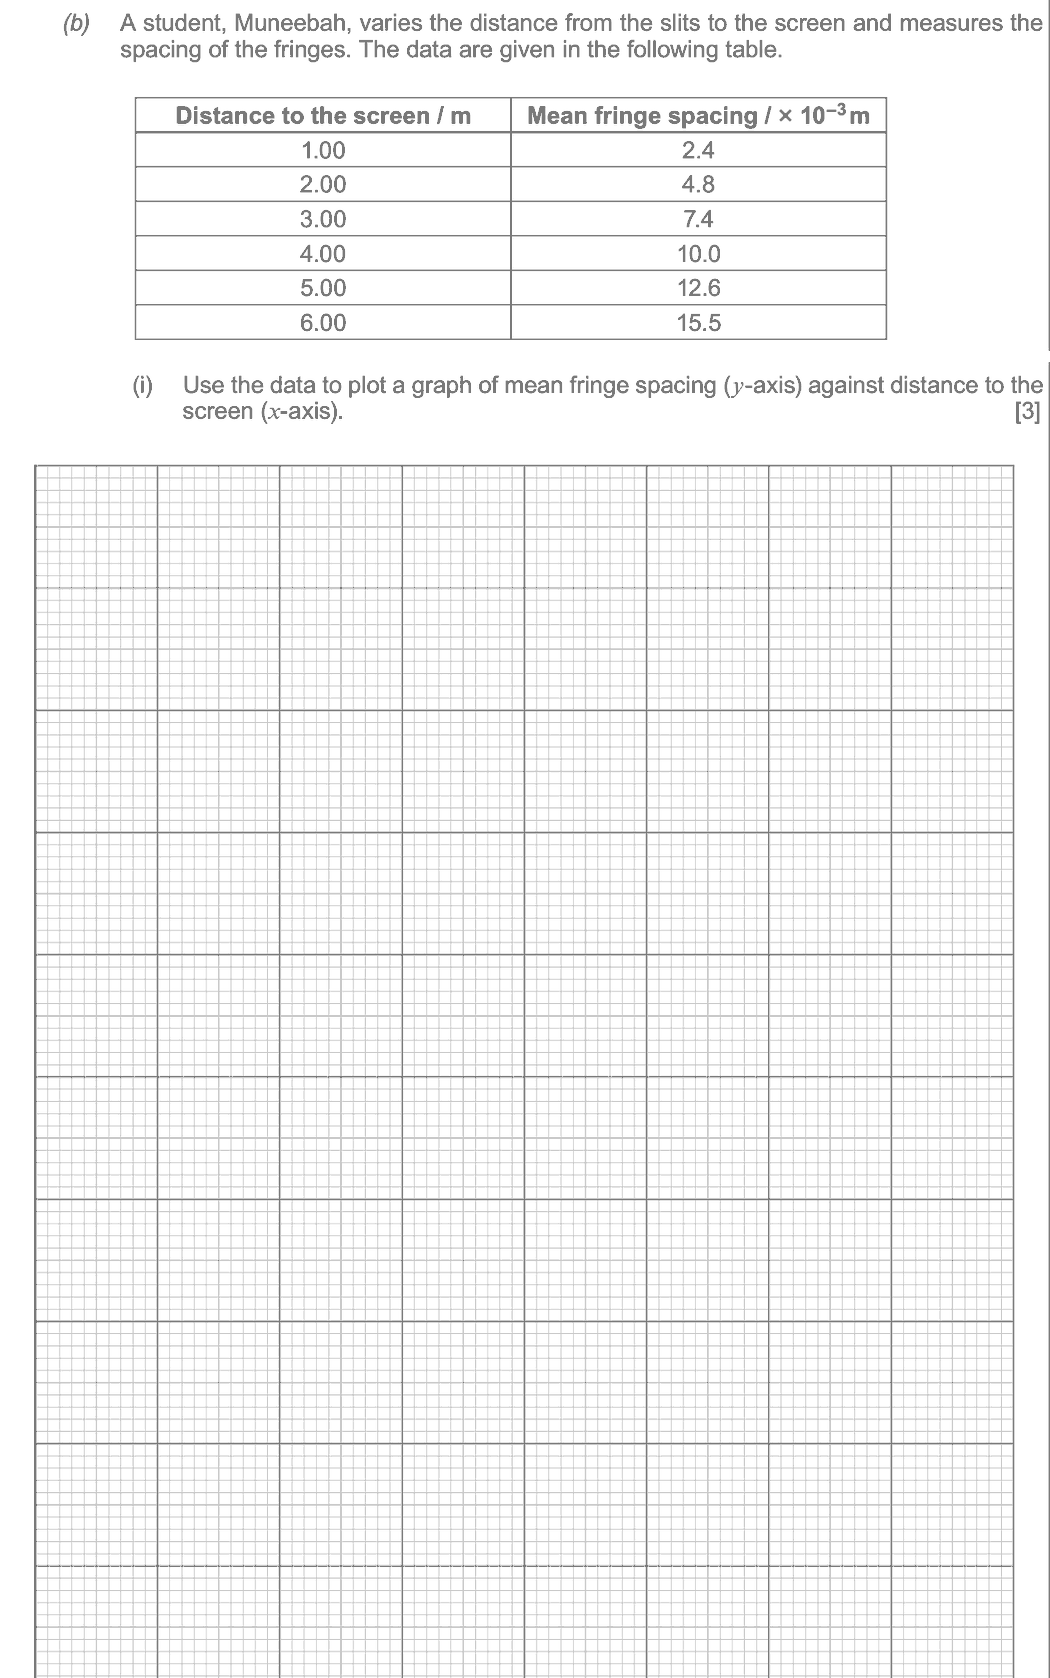 (b) A student, Muneebah, varies the distance from the slits to the screen and measures the
spacing of the fringes. The data are given in the following table.
Distance to the screen / m Mean fringe spacing / × 10⁻³ m
1.00 2.4
2.00 4.8
3.00 7.4
4.00 10.0
5.00 12.6
6.00 15.5
(i) Use the data to plot a graph of mean fringe spacing (y-axis) against distance to the
screen (x-axis). [3]